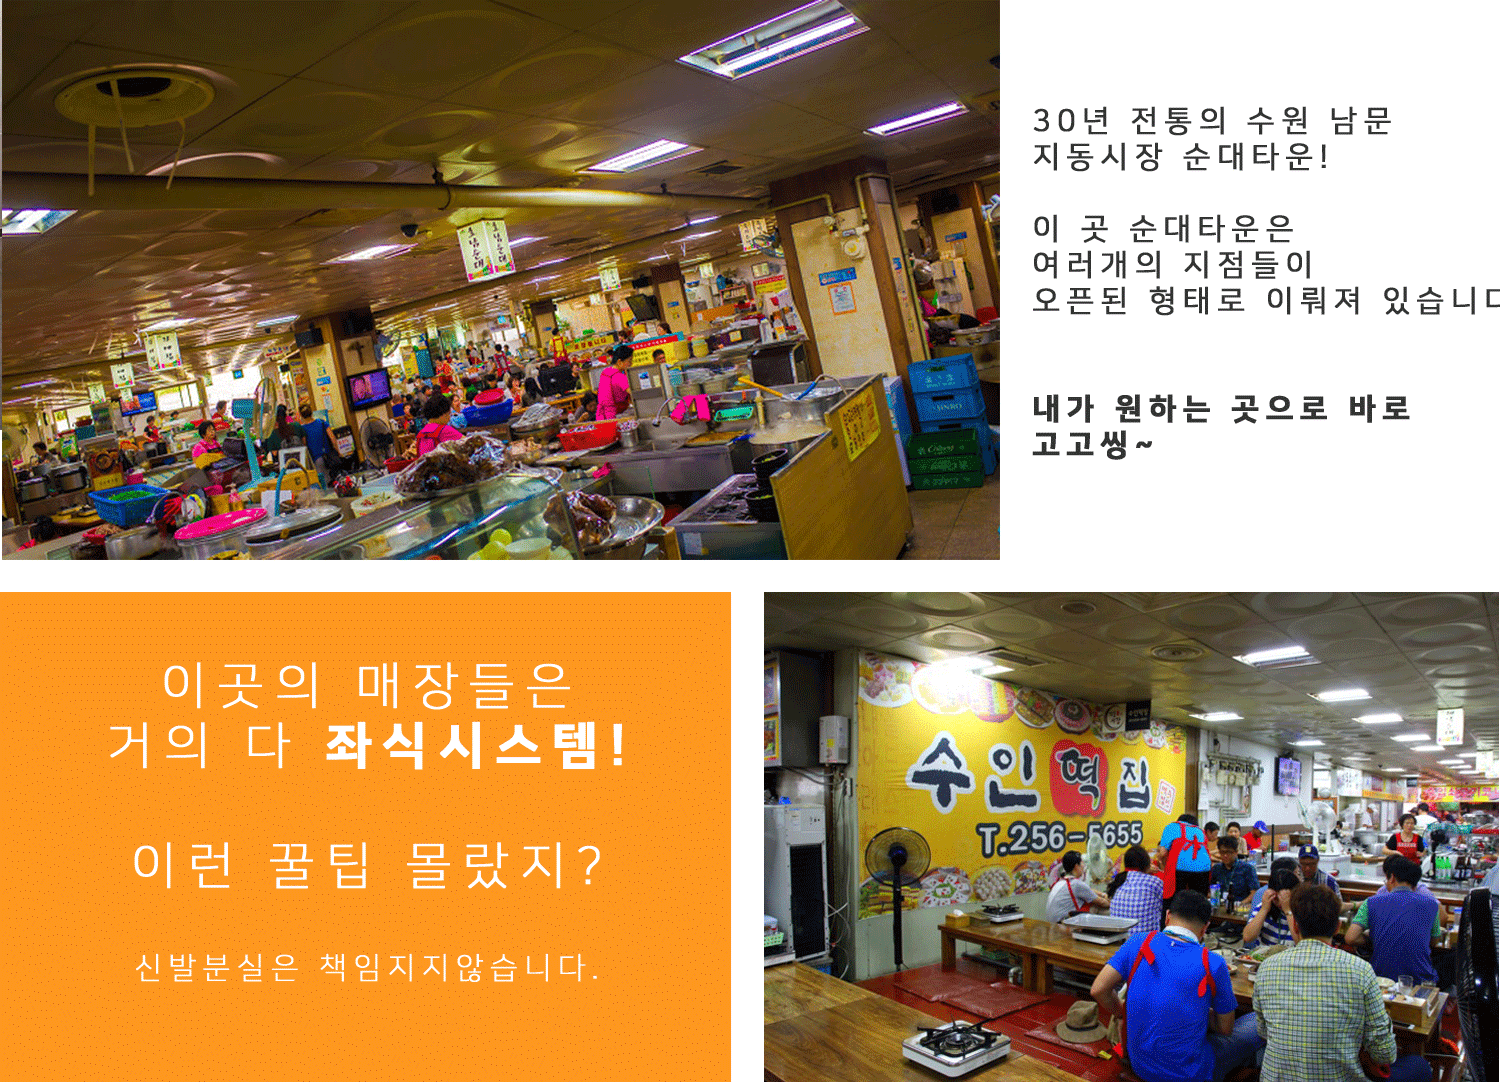 30년 전통의 수원 남문
지동시장 순대타운!
이 곳 순대타운은
여러개의 지점들이
오픈된 형태로 이뤄져 있습니다
내가 원하는 곳으로 바로
고고씽~
이곳의 매장들은
거의 다 좌식시스템!
이런 꿀팁 몰랐지?
신발분실은 책임지지않습니다.
수인떡집
T.256-5655